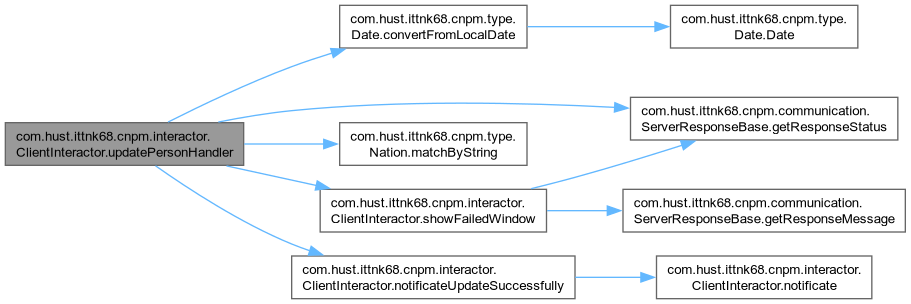 com.hust.ittnk68.cnpm.type.
Date.convertFromLocalDate
com.hust.ittnk68.cnpm.type.
Date.Date
com.hust.ittnk68.cnpm.communication.
ServerResponseBase.getResponseStatus
com.hust.ittnk68.cnpm.interactor.
ClientInteractor.updatePersonHandler
com.hust.ittnk68.cnpm.type.
Nation.matchByString
com.hust.ittnk68.cnpm.interactor.
ClientInteractor.showFailedWindow
com.hust.ittnk68.cnpm.communication.
ServerResponseBase.getResponseMessage
com.hust.ittnk68.cnpm.interactor.
ClientInteractor.notificateUpdateSuccessfully
com.hust.ittnk68.cnpm.interactor.
ClientInteractor.notificate